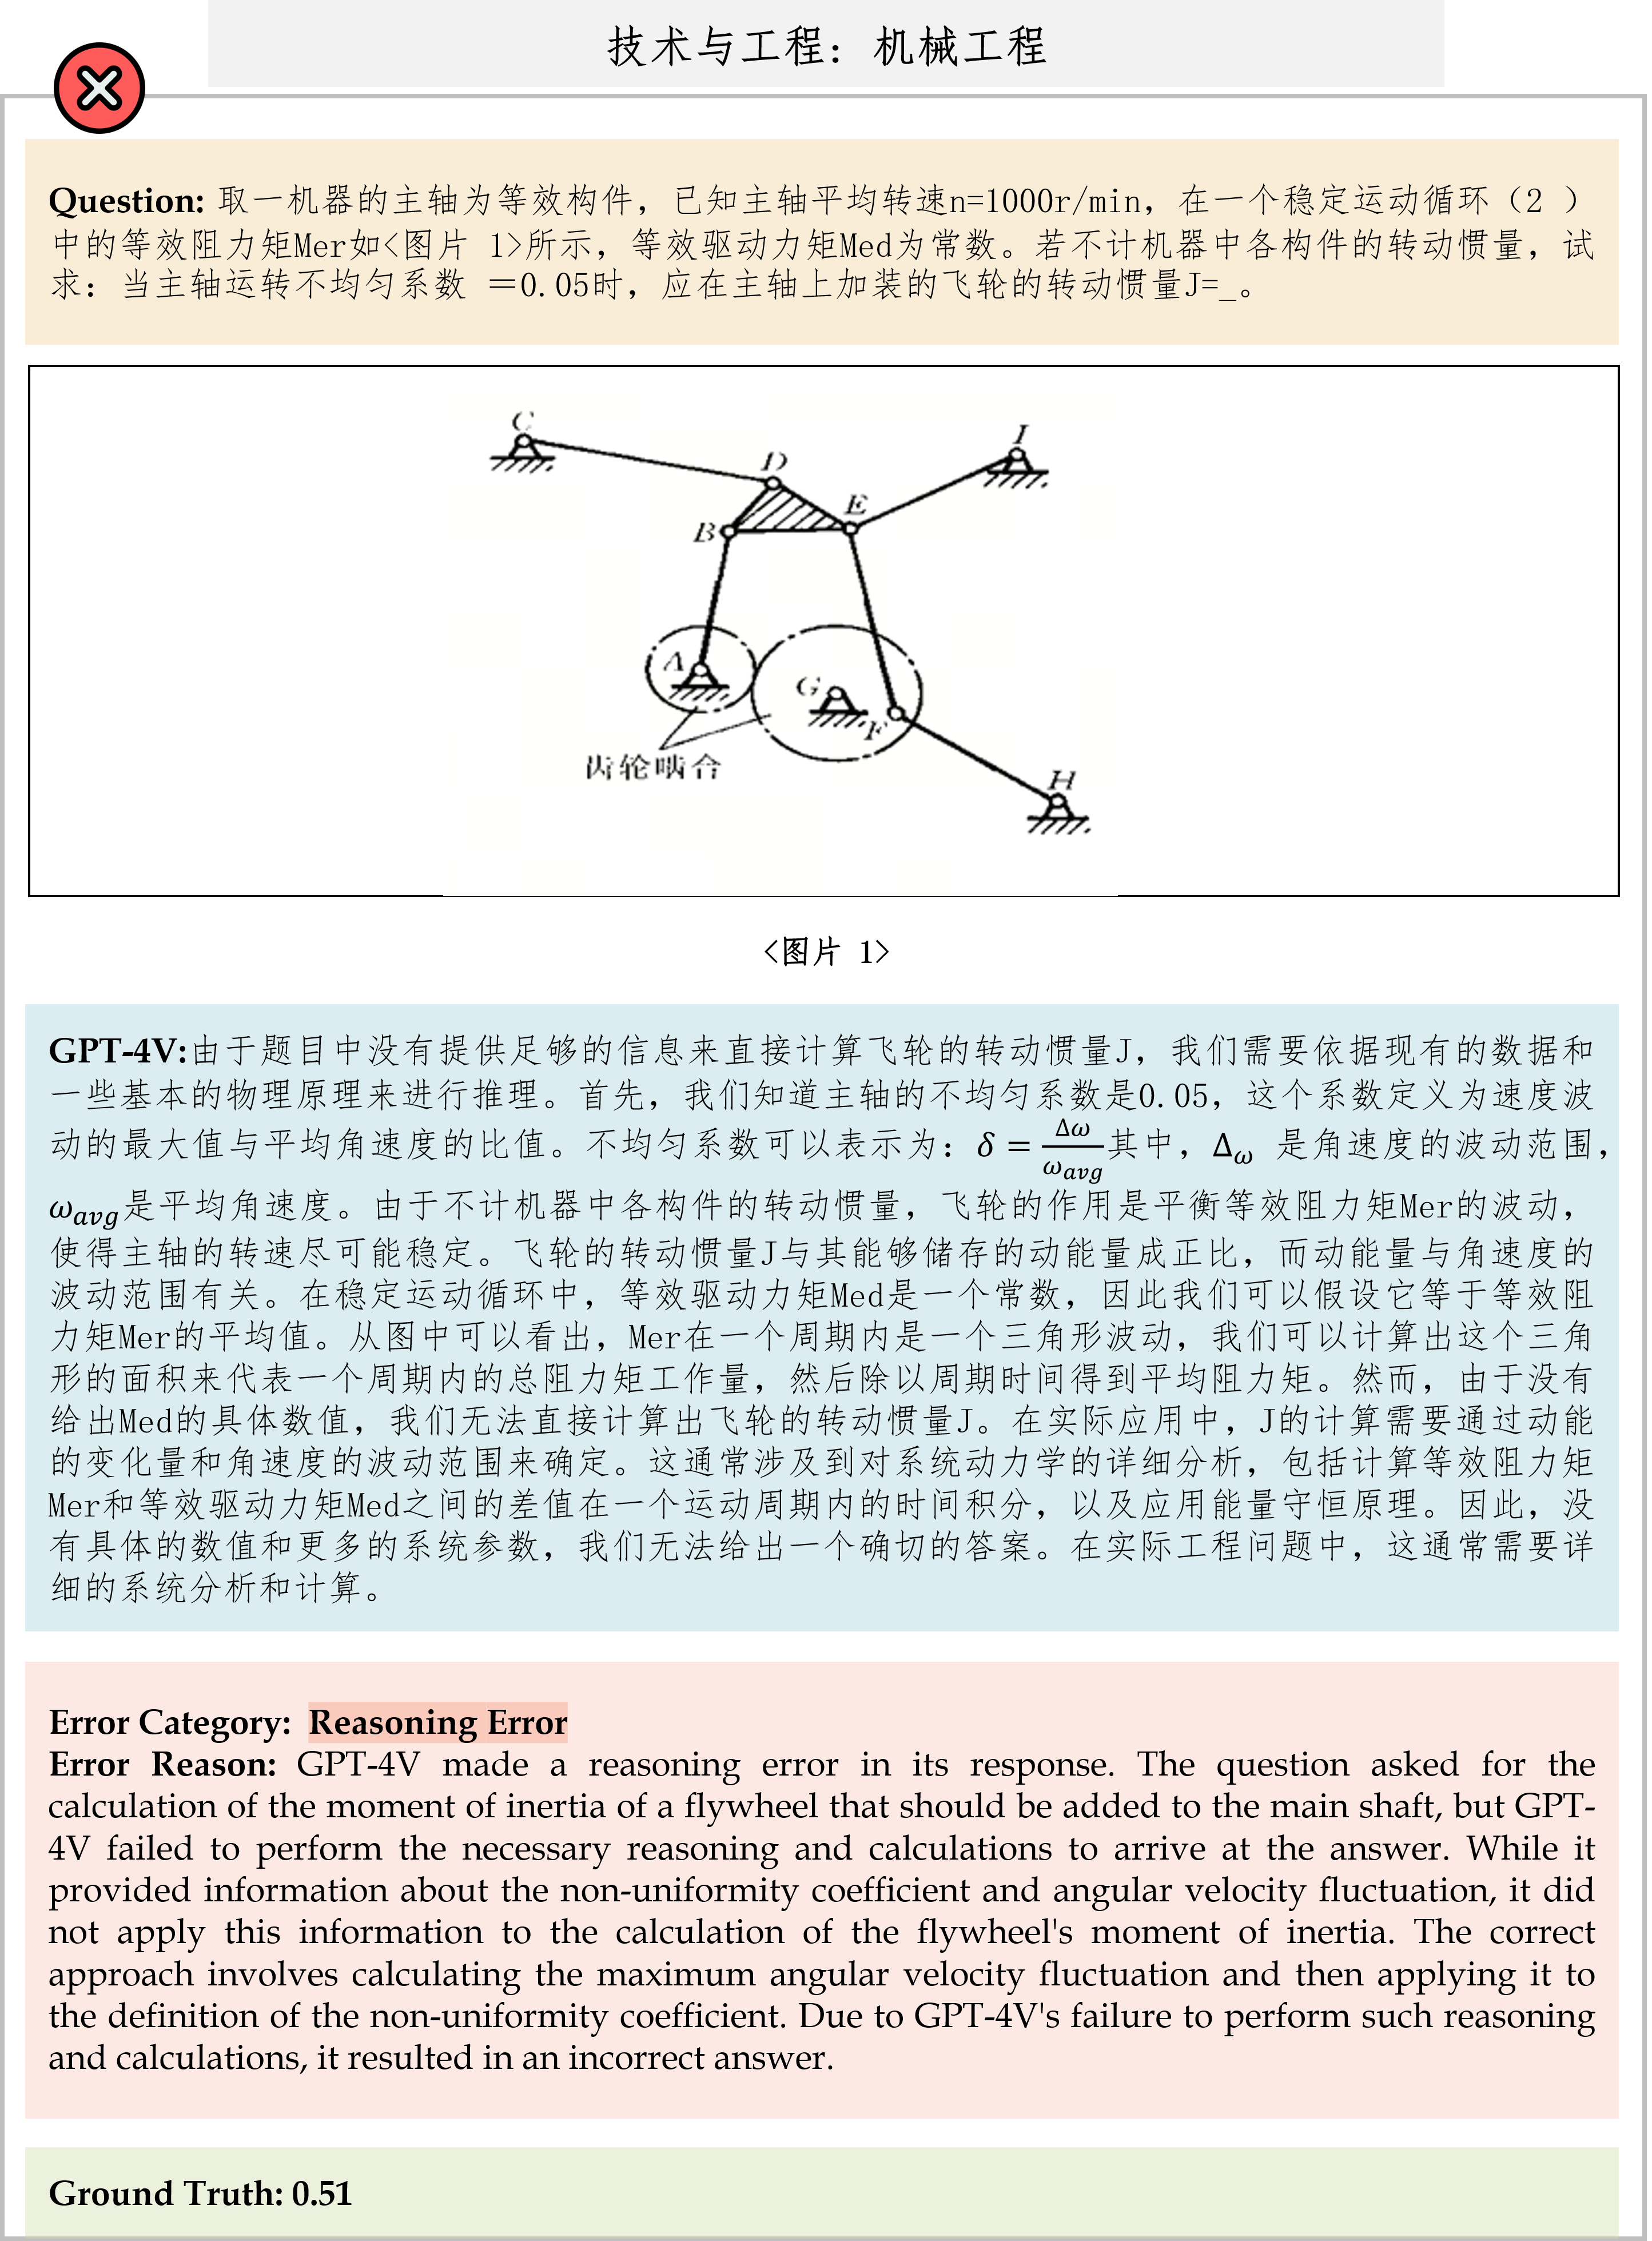 技术与工程：机械工程
Question: 取一机器的主轴为等效构件，已知主轴平均转速n=1000r/min，在一个稳定运动循环（2 ）
中的等效阻力矩Mer如<图片 1>所示，等效驱动力矩Med为常数。若不计机器中各构件的转动惯量，试
求：当主轴运转不均匀系数 ＝0.05时，应在主轴上加装的飞轮的转动惯量J=_。
C
I
D
E
B
A
G
F
齿轮啮合
H
<图片 1>
GPT-4V:由于题目中没有提供足够的信息来直接计算飞轮的转动惯量J，我们需要依据现有的数据和
一些基本的物理原理来进行推理。首先，我们知道主轴的不均匀系数是0.05，这个系数定义为速度波
动的最大值与平均角速度的比值。不均匀系数可以表示为：δ = Δω/ω_avg其中，Δ_ω 是角速度的波动范围，
ω_avg是平均角速度。由于不计机器中各构件的转动惯量，飞轮的作用是平衡等效阻力矩Mer的波动，
使得主轴的转速尽可能稳定。飞轮的转动惯量J与其能够储存的动能量成正比，而动能量与角速度的
波动范围有关。在稳定运动循环中，等效驱动力矩Med是一个常数，因此我们可以假设它等于等效阻
力矩Mer的平均值。从图中可以看出，Mer在一个周期内是一个三角形波动，我们可以计算出这个三角
形的面积来代表一个周期内的总阻力矩工作量，然后除以周期时间得到平均阻力矩。然而，由于没有
给出Med的具体数值，我们无法直接计算出飞轮的转动惯量J。在实际应用中，J的计算需要通过动能
的变化量和角速度的波动范围来确定。这通常涉及到对系统动力学的详细分析，包括计算等效阻力矩
Mer和等效驱动力矩Med之间的差值在一个运动周期内的时间积分，以及应用能量守恒原理。因此，没
有具体的数值和更多的系统参数，我们无法给出一个确切的答案。在实际工程问题中，这通常需要详
细的系统分析和计算。
Error Category: Reasoning Error
Error Reason: GPT-4V made a reasoning error in its response. The question asked for the
calculation of the moment of inertia of a flywheel that should be added to the main shaft, but GPT-
4V failed to perform the necessary reasoning and calculations to arrive at the answer. While it
provided information about the non-uniformity coefficient and angular velocity fluctuation, it did
not apply this information to the calculation of the flywheel's moment of inertia. The correct
approach involves calculating the maximum angular velocity fluctuation and then applying it to
the definition of the non-uniformity coefficient. Due to GPT-4V's failure to perform such reasoning
and calculations, it resulted in an incorrect answer.
Ground Truth: 0.51